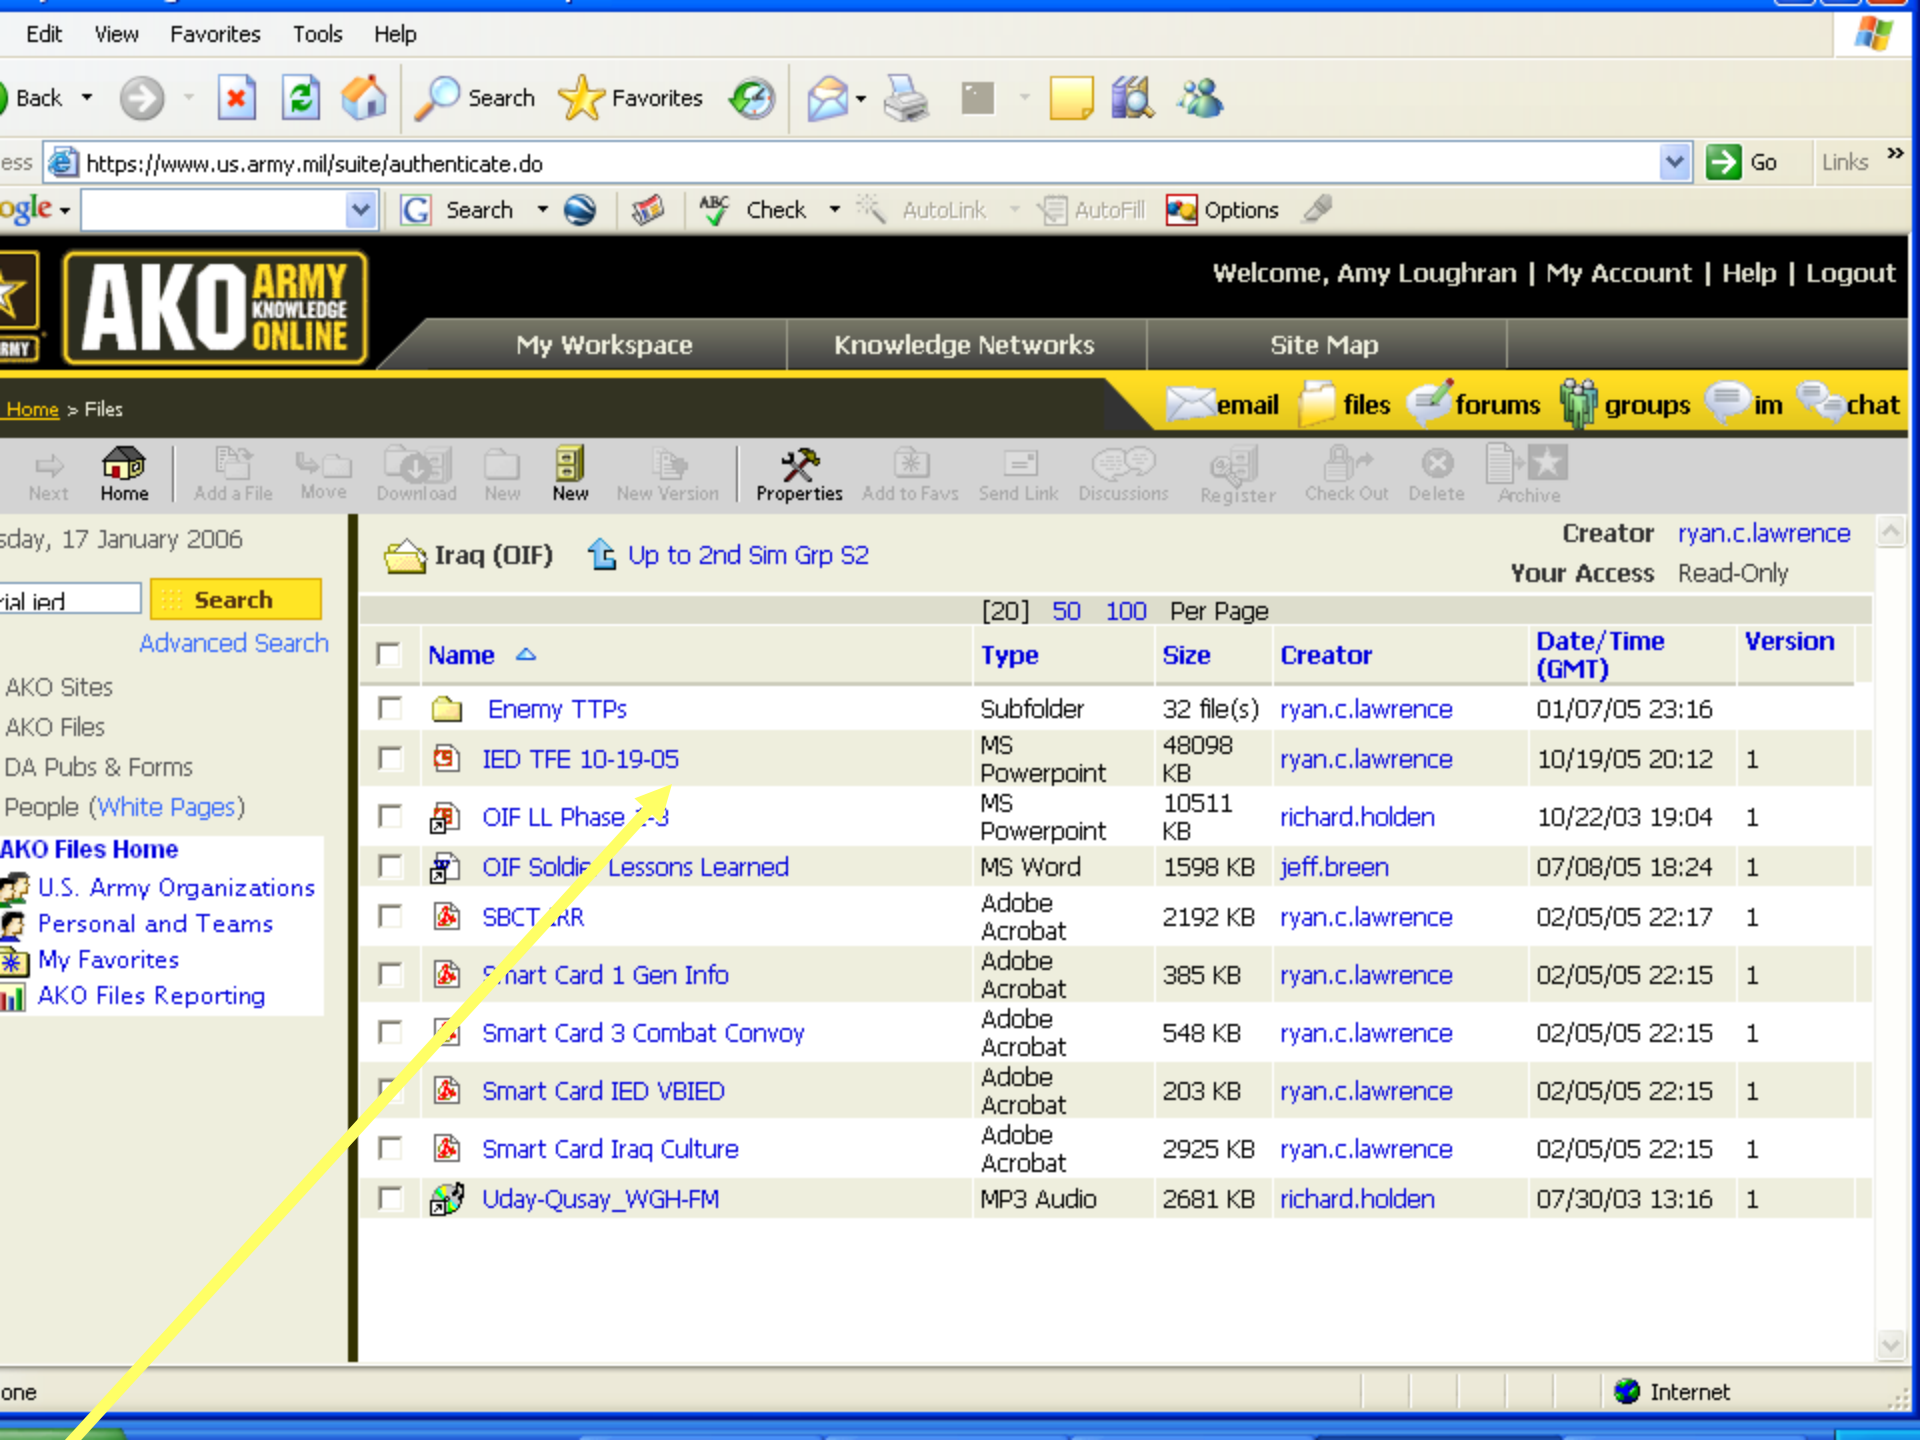 Edit View Favorites Tools Help
Back Search Favorites
ess https://www.us.army.mil/suite/authenticate.do Go Links »
ogle Search ABC Check AutoLink AutoFill Options
Welcome, Amy Loughran | My Account | Help | Logout
AKO ARMY KNOWLEDGE ONLINE
My Workspace Knowledge Networks Site Map
Home > Files email files forums groups im chat
Next Home Add a File Move Download New New New Version Properties Add to Favs Send Link Discussions Register Check Out Delete Archive
sday, 17 January 2006
rial ied Search
Advanced Search
AKO Sites
AKO Files
DA Pubs & Forms
People (White Pages)
AKO Files Home
U.S. Army Organizations
Personal and Teams
My Favorites
AKO Files Reporting
Iraq (OIF) Up to 2nd Sim Grp S2
Creator ryan.c.lawrence
Your Access Read-Only
[20] 50 100 Per Page
Name Type Size Creator Date/Time (GMT) Version
Enemy TTPs Subfolder 32 file(s) ryan.c.lawrence 01/07/05 23:16
IED TFE 10-19-05 MS Powerpoint 48098 KB ryan.c.lawrence 10/19/05 20:12 1
OIF LL Phase -3 MS Powerpoint 10511 KB richard.holden 10/22/03 19:04 1
OIF Soldier Lessons Learned MS Word 1598 KB jeff.breen 07/08/05 18:24 1
SBCT IRR Adobe Acrobat 2192 KB ryan.c.lawrence 02/05/05 22:17 1
Smart Card 1 Gen Info Adobe Acrobat 385 KB ryan.c.lawrence 02/05/05 22:15 1
Smart Card 3 Combat Convoy Adobe Acrobat 548 KB ryan.c.lawrence 02/05/05 22:15 1
Smart Card IED VBIED Adobe Acrobat 203 KB ryan.c.lawrence 02/05/05 22:15 1
Smart Card Iraq Culture Adobe Acrobat 2925 KB ryan.c.lawrence 02/05/05 22:15 1
Uday-Qusay_WGH-FM MP3 Audio 2681 KB richard.holden 07/30/03 13:16 1
one Internet